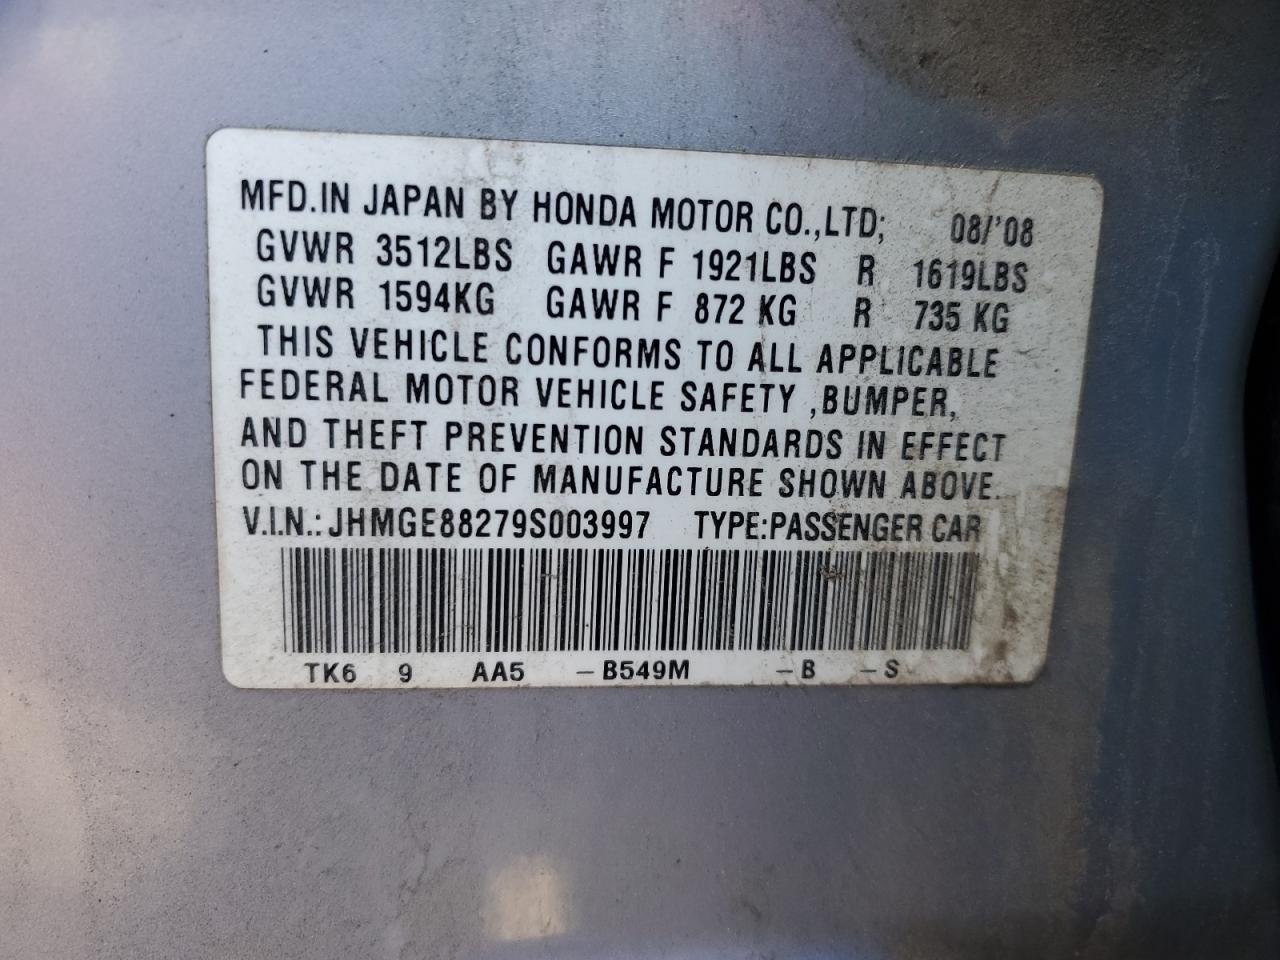 MFD.IN JAPAN BY HONDA MOTOR CO.,LTD; 08/'08
GVWR 3512LBS GAWR F 1921LBS R 1619LBS
GVWR 1594KG GAWR F 872 KG R 735 KG
THIS VEHICLE CONFORMS TO ALL APPLICABLE
FEDERAL MOTOR VEHICLE SAFETY ,BUMPER,
AND THEFT PREVENTION STANDARDS IN EFFECT
ON THE DATE OF MANUFACTURE SHOWN ABOVE.
V.I.N.: JHMGE88279S003997 TYPE:PASSENGER CAR
TK6 9 AA5 -B549M -B -S